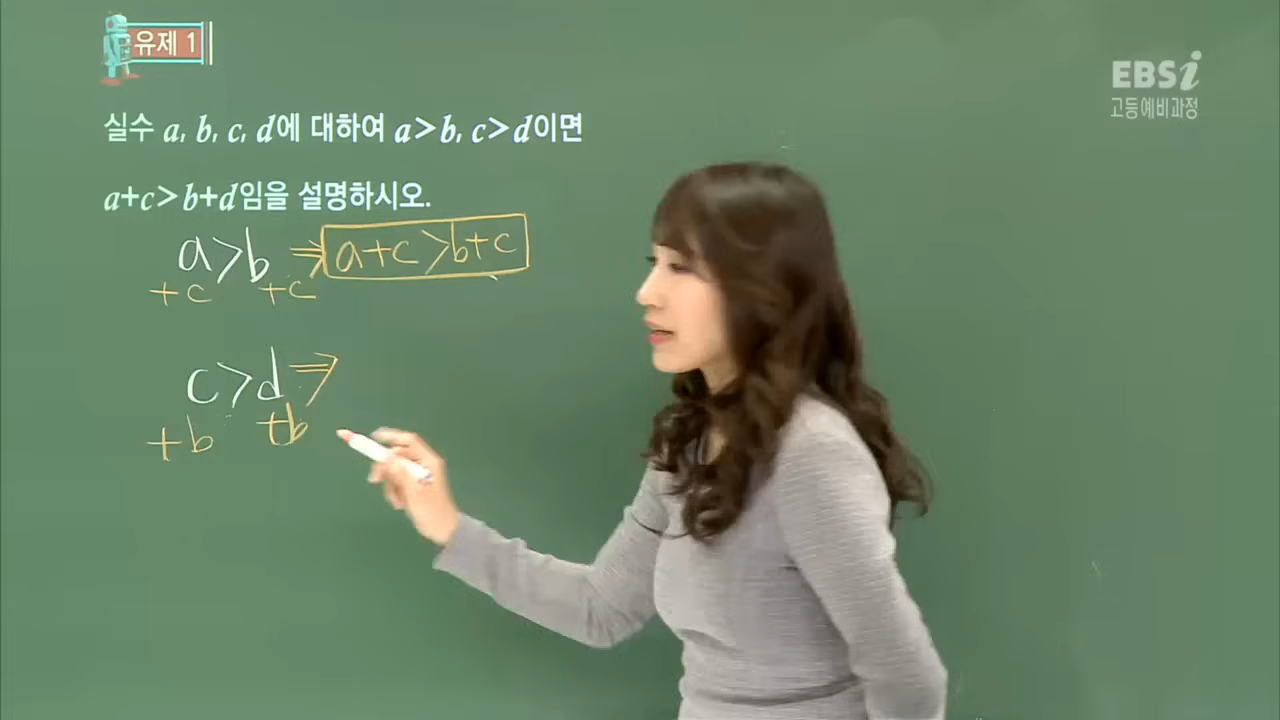 유제 1
EBSi
고등예비과정
실수 a, b, c, d에 대하여 a>b, c>d이면
a+c>b+d임을 설명하시오.
a>b ⇒ a+c>b+c
+c +c
c>d ⇒
+b +b